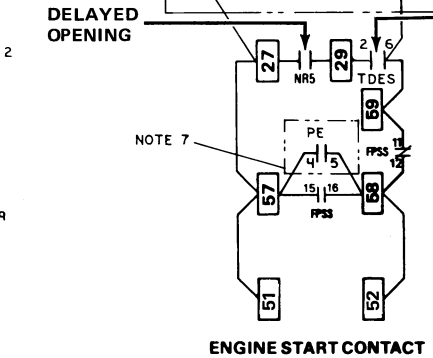 DELAYED
OPENING
2
27
NR5
29
2 6
TDES
59
PE
NOTE 7
4 5
FPSS
11
12
57
15 16
FPSS
58
51
52
ENGINE START CONTACT